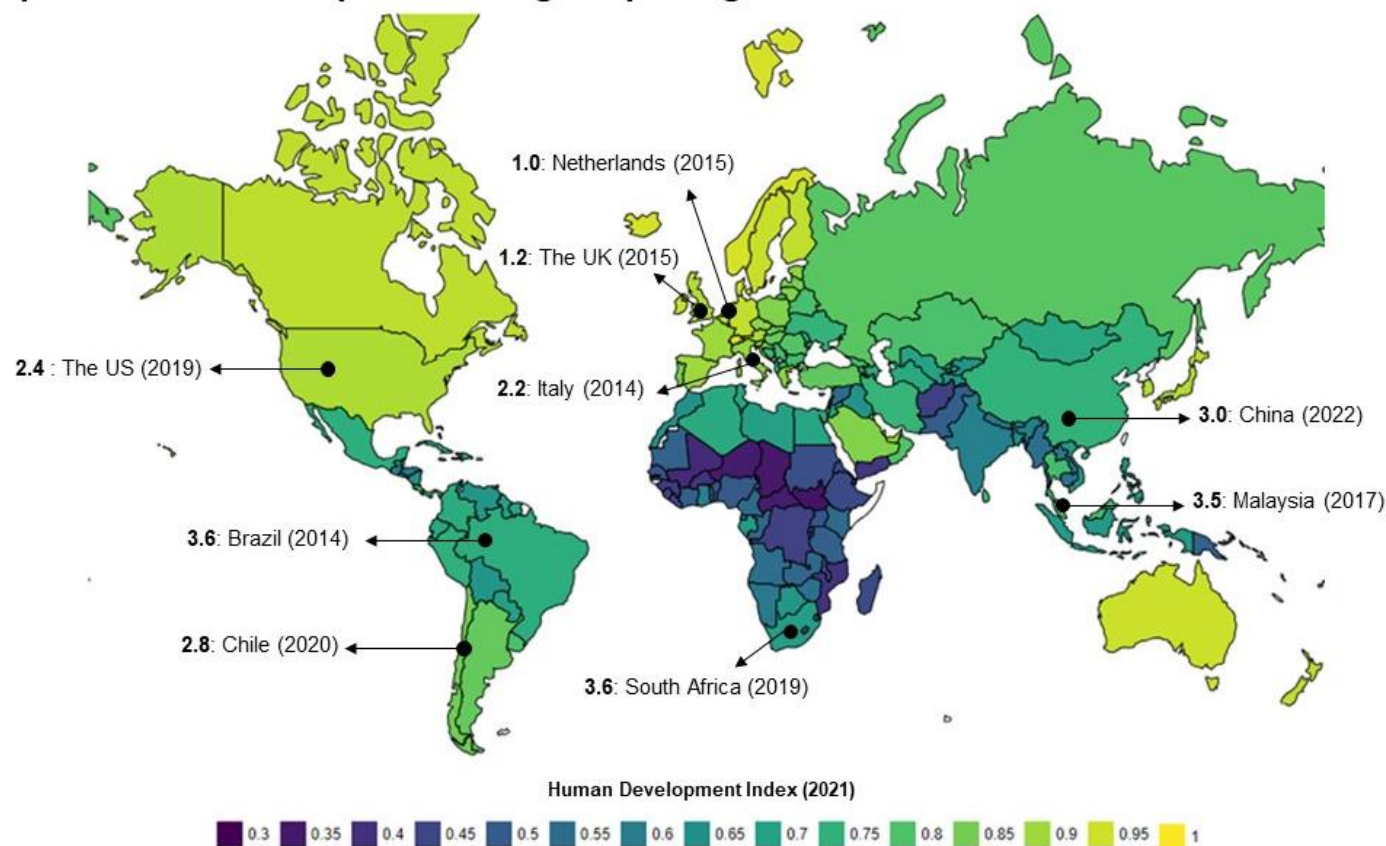 1.0: Netherlands (2015)
1.2: The UK (2015)
2.4 : The US (2019)
2.2: Italy (2014)
3.0: China (2022)
3.5: Malaysia (2017)
3.6: Brazil (2014)
2.8: Chile (2020)
3.6: South Africa (2019)
Human Development Index (2021)
0.3 0.35 0.4 0.45 0.5 0.55 0.6 0.65 0.7 0.75 0.8 0.85 0.9 0.95 1